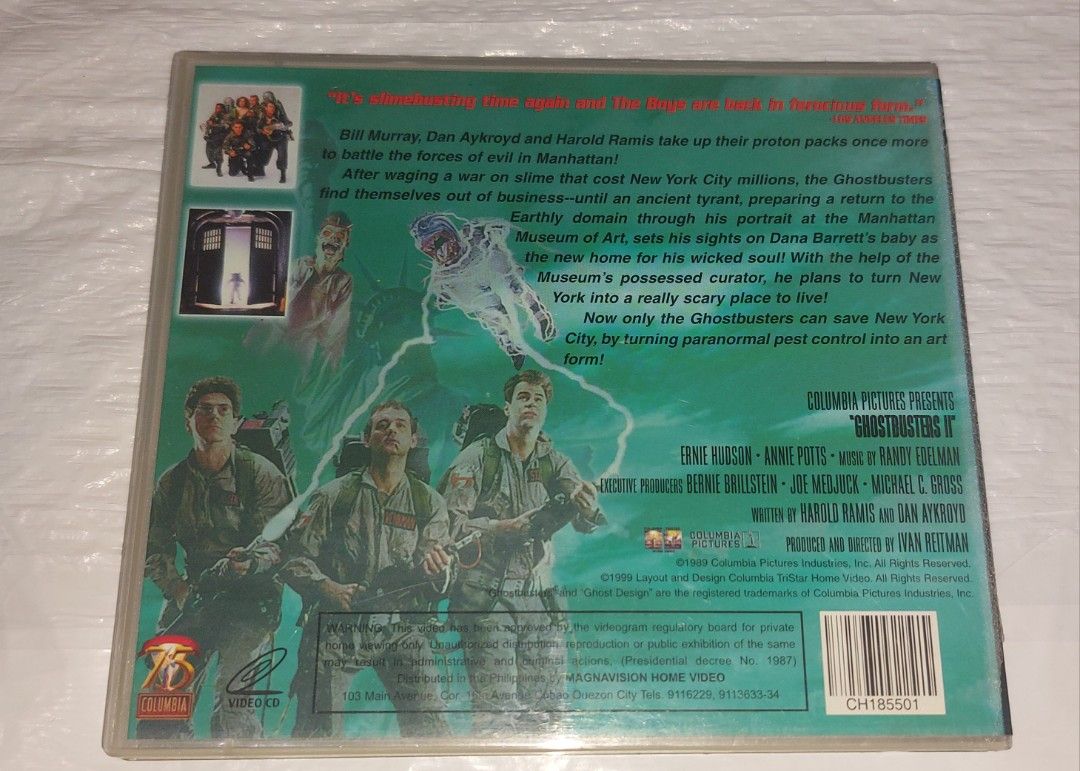 "It's slimebusting time again and The Boys are back in ferocious form."
-LOS ANGELES TIMES
Bill Murray, Dan Aykroyd and Harold Ramis take up their proton packs once more
to battle the forces of evil in Manhattan!
After waging a war on slime that cost New York City millions, the Ghostbusters
find themselves out of business--until an ancient tyrant, preparing a return to the
Earthly domain through his portrait at the Manhattan
Museum of Art, sets his sights on Dana Barrett's baby as
the new home for his wicked soul! With the help of the
Museum's possessed curator, he plans to turn New
York into a really scary place to live!
Now only the Ghostbusters can save New York
City, by turning paranormal pest control into an art
form!
COLUMBIA PICTURES PRESENTS
"GHOSTBUSTERS II"
ERNIE HUDSON • ANNIE POTTS • MUSIC BY RANDY EDELMAN
EXECUTIVE PRODUCERS BERNIE BRILLSTEIN • JOE MEDJUCK • MICHAEL C. GROSS
WRITTEN BY HAROLD RAMIS AND DAN AYKROYD
COLUMBIA
PICTURES
PRODUCED AND DIRECTED BY IVAN REITMAN
©1989 Columbia Pictures Industries, Inc. All Rights Reserved.
©1999 Layout and Design Columbia TriStar Home Video. All Rights Reserved.
"Ghostbusters" and "Ghost Design" are the registered trademarks of Columbia Pictures Industries, Inc.
WARNING: This video has been approved by the videogram regulatory board for private
home viewing only. Unauthorized distribution, reproduction or public exhibition of the same
may result in administrative and criminal actions, (Presidential decree No. 1987)
Distributed in the Philippines by MAGNAVISION HOME VIDEO
103 Main Avenue, Cor. Avenue Cubao Quezon City Tels. 9116229, 9113633-34
75
COLUMBIA
VIDEO CD
CH185501